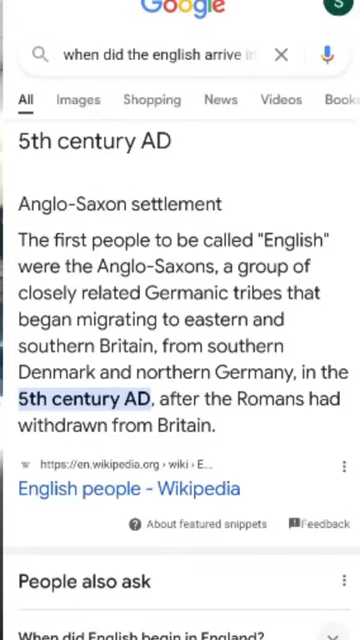 Google
S
when did the english arrive in
All Images Shopping News Videos Book
5th century AD
Anglo-Saxon settlement
The first people to be called "English"
were the Anglo-Saxons, a group of
closely related Germanic tribes that
began migrating to eastern and
southern Britain, from southern
Denmark and northern Germany, in the
5th century AD, after the Romans had
withdrawn from Britain.
W https://en.wikipedia.org › wiki › E...
English people - Wikipedia
About featured snippets Feedback
People also ask
When did English begin in England?